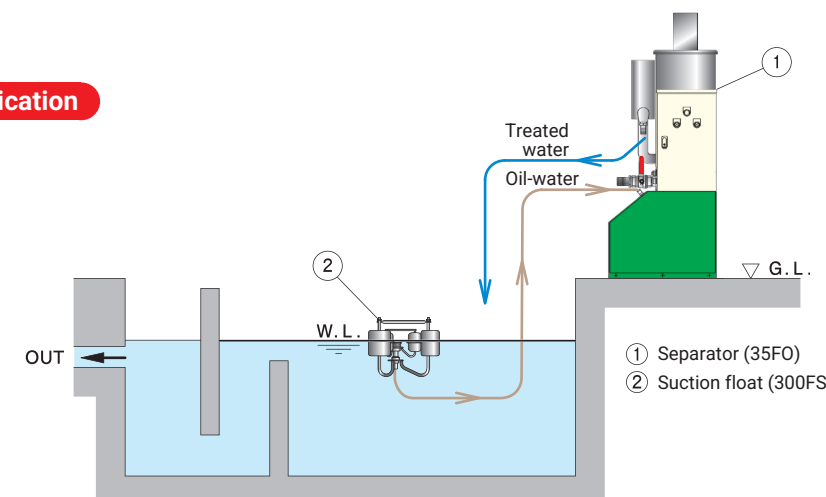 ication
1
Treated
water
Oil-water
2
G.L.
W.L.
OUT
1 Separator (35FO)
2 Suction float (300FS